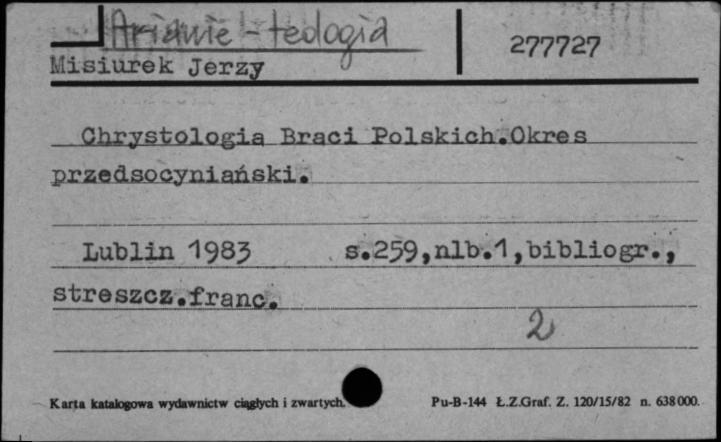 Arianie - teologia
277727
Misiurek Jerzy
Chrystologia Braci Polskich.Okres
przedsocyniański.
Lublin 1983 s.259,nlb.1,bibliogr.,
streszcz.franc.
2
Karta katalogowa wydawnictw ciągłych i zwartych. Pu-B-144 Ł.Z.Graf. Z. 120/15/82 n. 638000.